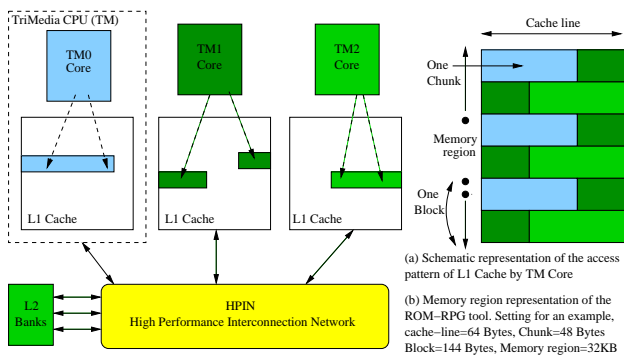 TriMedia CPU (TM)
TM0
Core
TM1
Core
TM2
Core
L1 Cache
L1 Cache
L1 Cache
L2
Banks
HPIN
High Performance Interconnection Network
Cache line
One
Chunk
Memory
region
One
Block
(a) Schematic representation of the access
pattern of L1 Cache by TM Core
(b) Memory region representation of the
ROM−RPG tool. Setting for an example,
cache−line=64 Bytes, Chunk=48 Bytes
Block=144 Bytes, Memory region=32KB